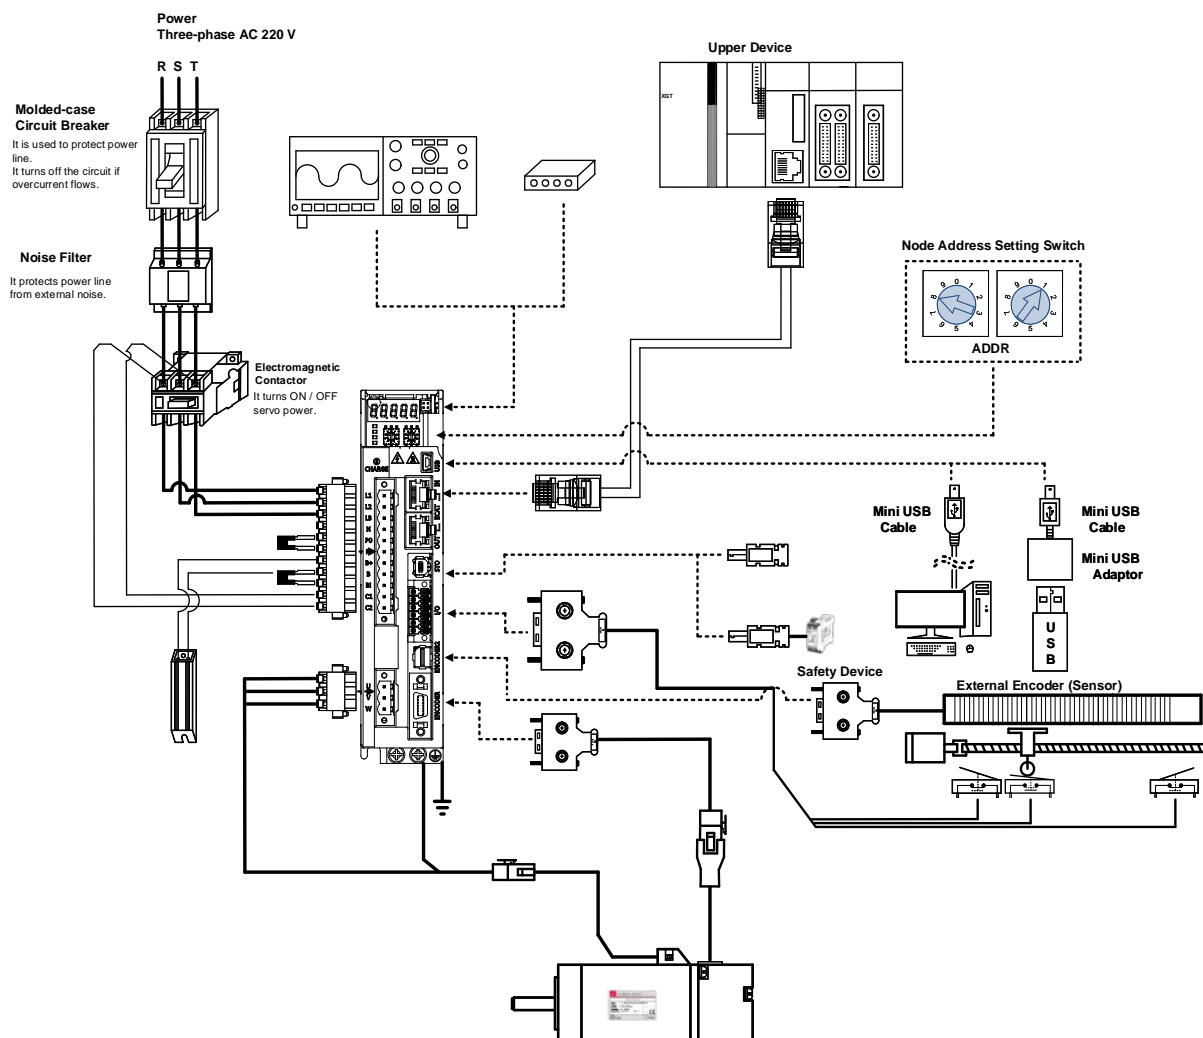 Power
Three-phase AC 220 V
R S T
Molded-case
Circuit Breaker
It is used to protect power
line.
It turns off the circuit if
overcurrent flows.
Noise Filter
It protects power line
from external noise.
Electromagnetic
Contactor
It turns ON / OFF
servo power.
Upper Device
XGT
Node Address Setting Switch
ADDR
CHARGE
USB
L1
L2
L3
N
PO
B+
B
BI
C1
C2
U
V
W
IN
ECAT
OUT
STO
I/O
ENCODER2
ENCODER
Mini USB
Cable
Mini USB
Cable
Mini USB
Adaptor
U
S
B
Safety Device
External Encoder (Sensor)